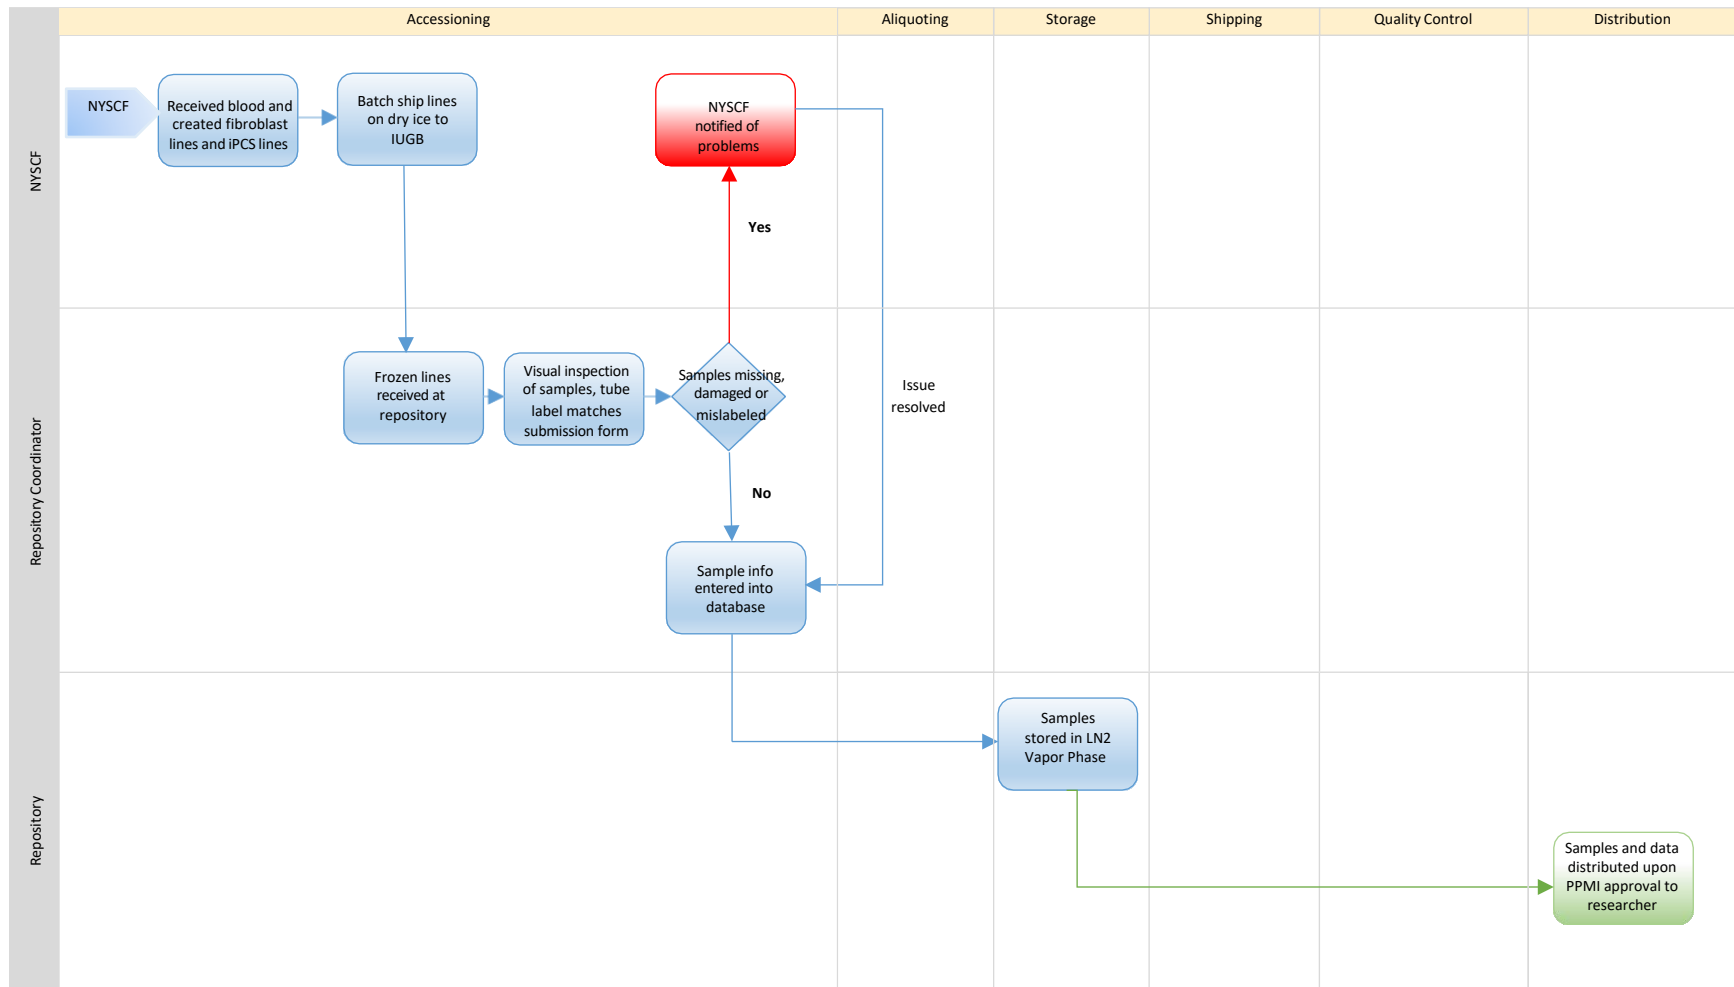 Accessioning
Aliquoting
Storage
Shipping
Quality Control
Distribution
NYSCF
NYSCF
Received blood and
created fibroblast
lines and iPCS lines
Batch ship lines
on dry ice to
IUGB
NYSCF
notified of
problems
Yes
Repository Coordinator
Frozen lines
received at
repository
Visual inspection
of samples, tube
label matches
submission form
Samples missing,
damaged or
mislabeled
Issue
resolved
No
Sample info
entered into
database
Repository
Samples
stored in LN2
Vapor Phase
Samples and data
distributed upon
PPMI approval to
researcher